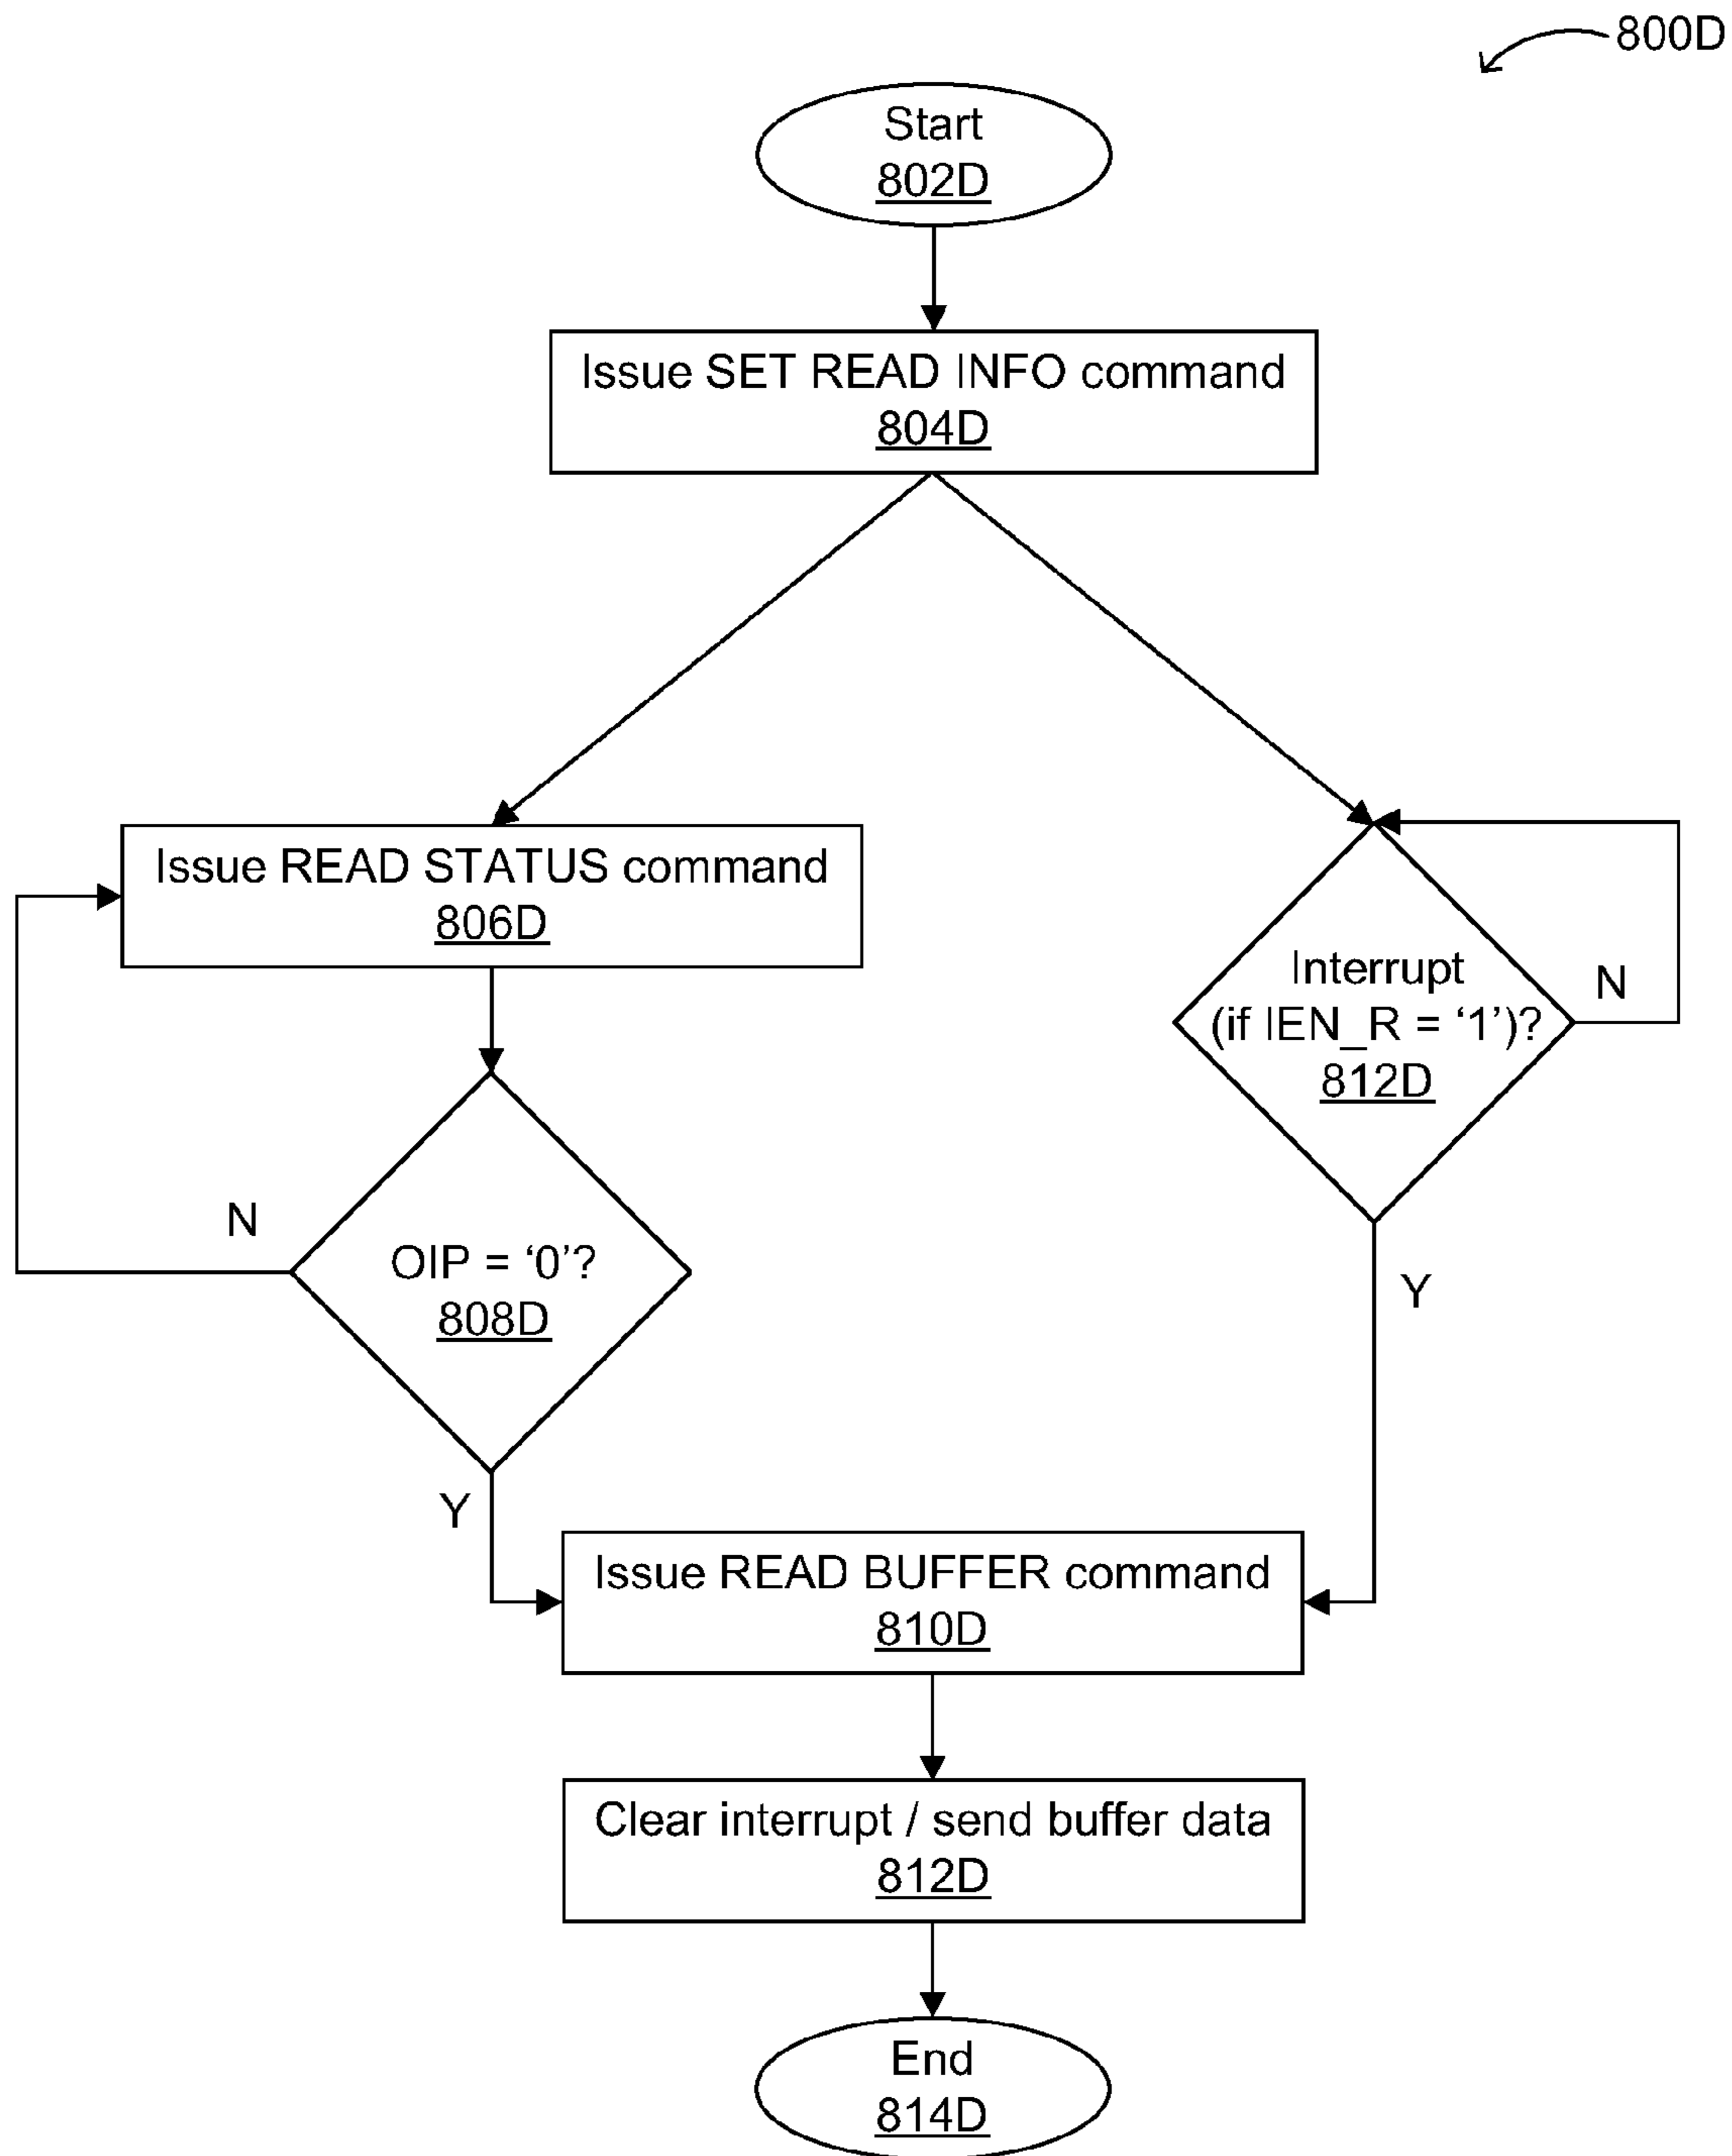 800D
Start
802D
Issue SET READ INFO command
804D
Issue READ STATUS command
806D
Interrupt
(if IEN_R = ‘1’)?
812D
N
N
OIP = ‘0’?
808D
Y
Y
Issue READ BUFFER command
810D
Clear interrupt / send buffer data
812D
End
814D